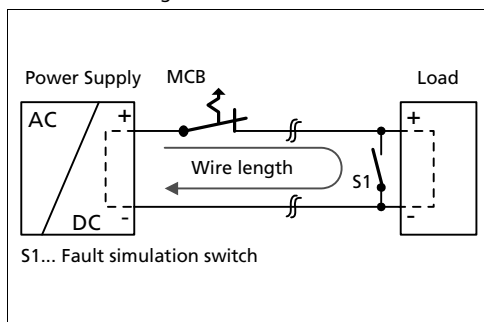 Power Supply MCB Load
AC + +
Wire length
S1
DC - -
S1... Fault simulation switch